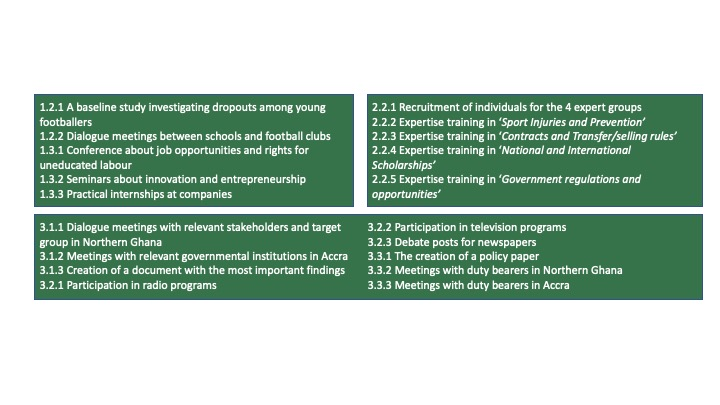 1.2.1 A baseline study investigating dropouts among young
footballers
1.2.2 Dialogue meetings between schools and football clubs
1.3.1 Conference about job opportunities and rights for
uneducated labour
1.3.2 Seminars about innovation and entrepreneurship
1.3.3 Practical internships at companies
2.2.1 Recruitment of individuals for the 4 expert groups
2.2.2 Expertise training in ‘Sport Injuries and Prevention’
2.2.3 Expertise training in ‘Contracts and Transfer/selling rules’
2.2.4 Expertise training in ‘National and International
Scholarships’
2.2.5 Expertise training in ‘Government regulations and
opportunities’
3.1.1 Dialogue meetings with relevant stakeholders and target
group in Northern Ghana
3.1.2 Meetings with relevant governmental institutions in Accra
3.1.3 Creation of a document with the most important findings
3.2.1 Participation in radio programs
3.2.2 Participation in television programs
3.2.3 Debate posts for newspapers
3.3.1 The creation of a policy paper
3.3.2 Meetings with duty bearers in Northern Ghana
3.3.3 Meetings with duty bearers in Accra